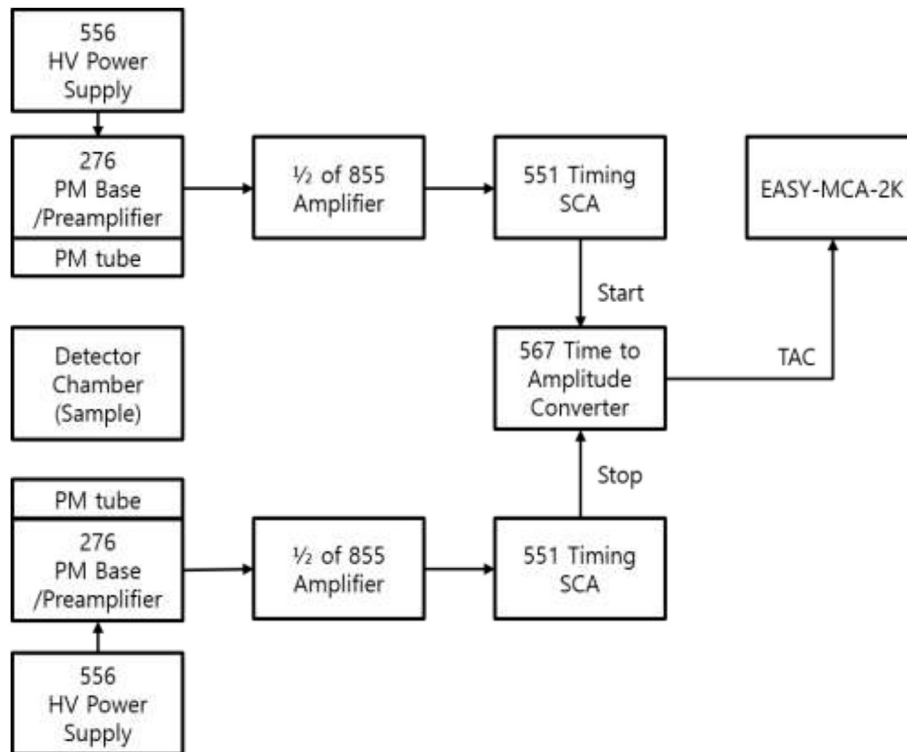 556
HV Power
Supply
276
PM Base
/Preamplifier
PM tube
½ of 855
Amplifier
551 Timing
SCA
EASY-MCA-2K
Start
Detector
Chamber
(Sample)
567 Time to
Amplitude
Converter
TAC
Stop
PM tube
276
PM Base
/Preamplifier
½ of 855
Amplifier
551 Timing
SCA
556
HV Power
Supply